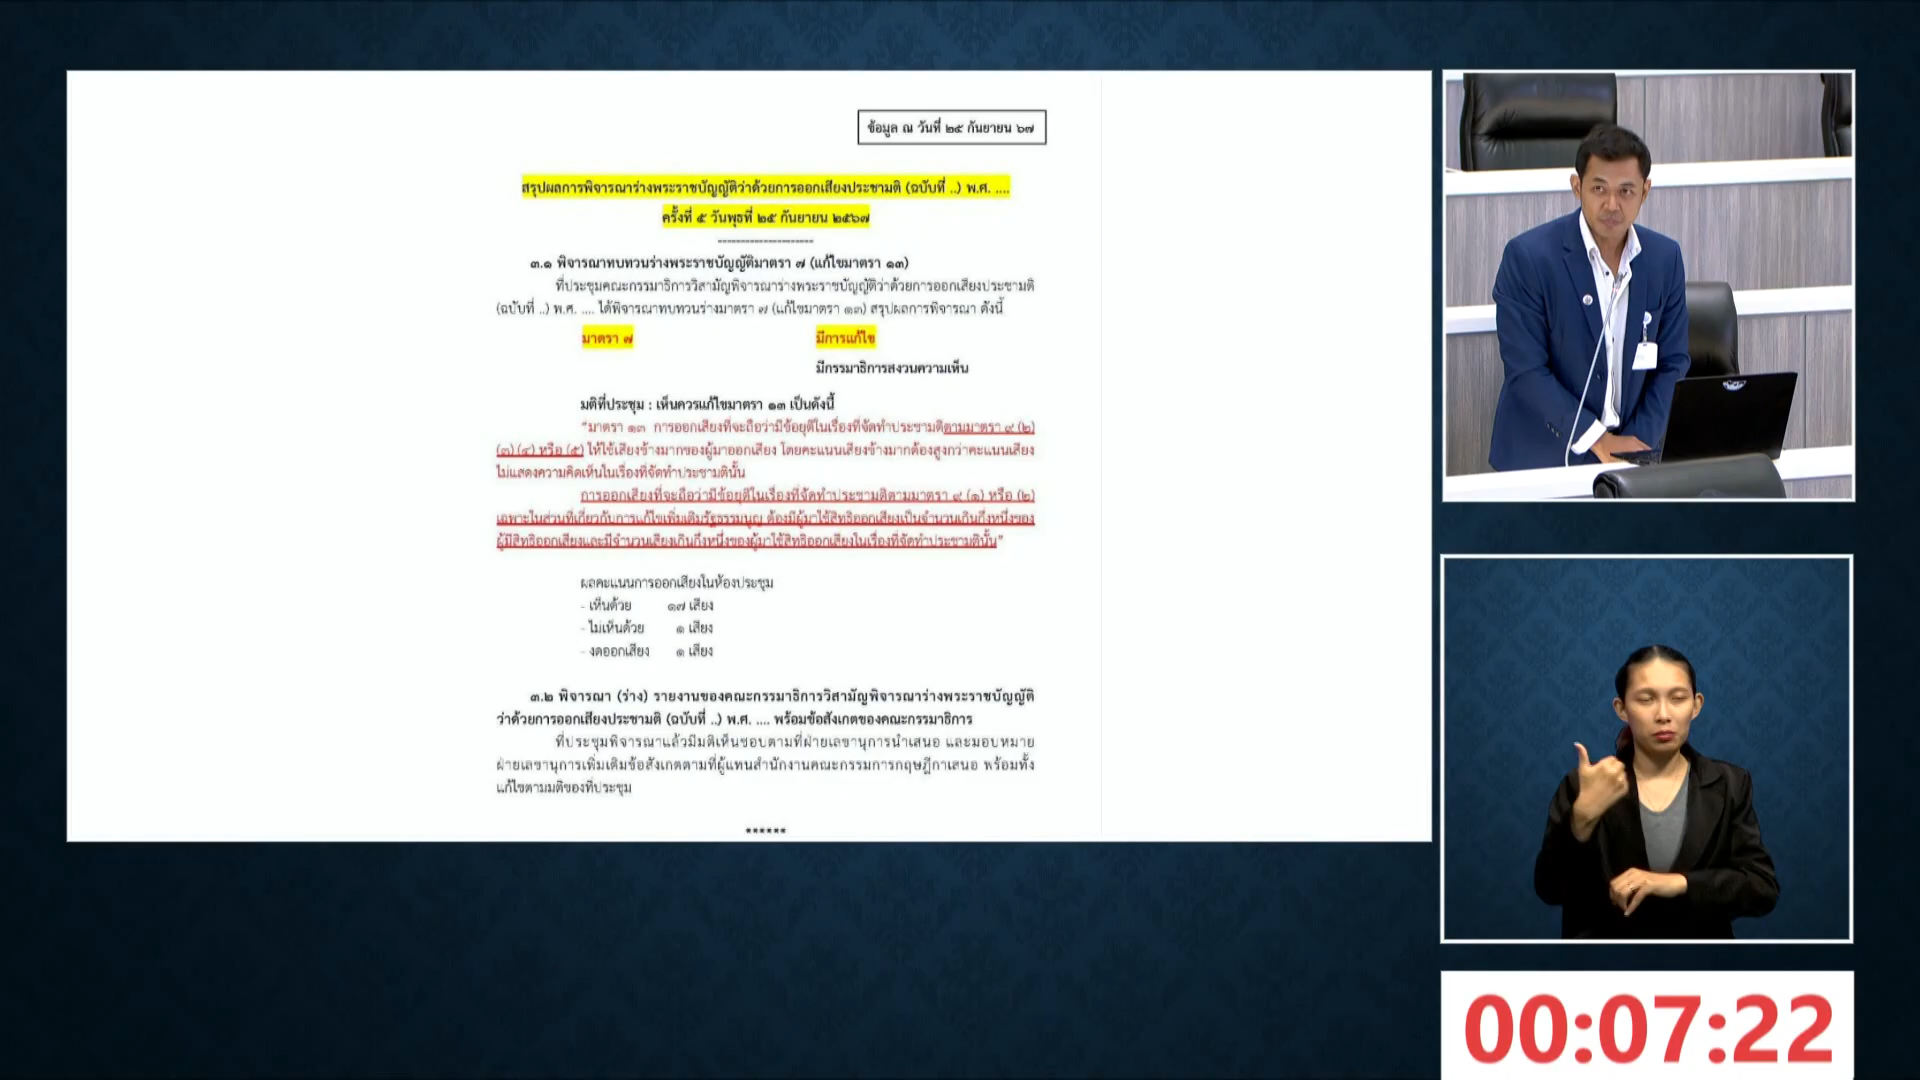 ข้อมูล ณ วันที่ ๒๕ กันยายน ๖๗
สรุปผลการพิจารณาร่างพระราชบัญญัติว่าด้วยการออกเสียงประชามติ (ฉบับที่ ..) พ.ศ. ....
ครั้งที่ ๕ วันพุธที่ ๒๕ กันยายน ๒๕๖๗
---------------------
๓.๑ พิจารณาทบทวนร่างพระราชบัญญัติมาตรา ๗ (แก้ไขมาตรา ๑๓)
ที่ประชุมคณะกรรมาธิการวิสามัญพิจารณาร่างพระราชบัญญัติว่าด้วยการออกเสียงประชามติ
(ฉบับที่ ..) พ.ศ. .... ได้พิจารณาทบทวนร่างมาตรา ๗ (แก้ไขมาตรา ๑๓) สรุปผลการพิจารณา ดังนี้
มาตรา ๗ มีการแก้ไข
มีกรรมาธิการสงวนความเห็น
มติที่ประชุม : เห็นควรแก้ไขมาตรา ๑๓ เป็นดังนี้
“มาตรา ๑๓ การออกเสียงที่จะถือว่ามีข้อยุติในเรื่องที่จัดทำประชามติตามมาตรา ๙ (๒)
(๓) (๔) หรือ (๕) ให้ใช้เสียงข้างมากของผู้มาออกเสียง โดยคะแนนเสียงข้างมากต้องสูงกว่าคะแนนเสียง
ไม่แสดงความคิดเห็นในเรื่องที่จัดทำประชามตินั้น
การออกเสียงที่จะถือว่ามีข้อยุติในเรื่องที่จัดทำประชามติตามมาตรา ๙ (๑) หรือ (๒)
เฉพาะในส่วนที่เกี่ยวกับการแก้ไขเพิ่มเติมรัฐธรรมนูญ ต้องมีผู้มาใช้สิทธิออกเสียงเป็นจำนวนเกินกึ่งหนึ่งของ
ผู้มีสิทธิออกเสียงและมีจำนวนเสียงเกินกึ่งหนึ่งของผู้มาใช้สิทธิออกเสียงในเรื่องที่จัดทำประชามตินั้น”
ผลคะแนนการออกเสียงในห้องประชุม
- เห็นด้วย ๑๗ เสียง
- ไม่เห็นด้วย ๑ เสียง
- งดออกเสียง ๑ เสียง
๓.๒ พิจารณา (ร่าง) รายงานของคณะกรรมาธิการวิสามัญพิจารณาร่างพระราชบัญญัติ
ว่าด้วยการออกเสียงประชามติ (ฉบับที่ ..) พ.ศ. .... พร้อมข้อสังเกตของคณะกรรมาธิการ
ที่ประชุมพิจารณาแล้วมีมติเห็นชอบตามที่ฝ่ายเลขานุการนำเสนอ และมอบหมาย
ฝ่ายเลขานุการเพิ่มเติมข้อสังเกตตามที่ผู้แทนสำนักงานคณะกรรมการกฤษฎีกาเสนอ พร้อมทั้ง
แก้ไขตามมติของที่ประชุม
******
00:07:22